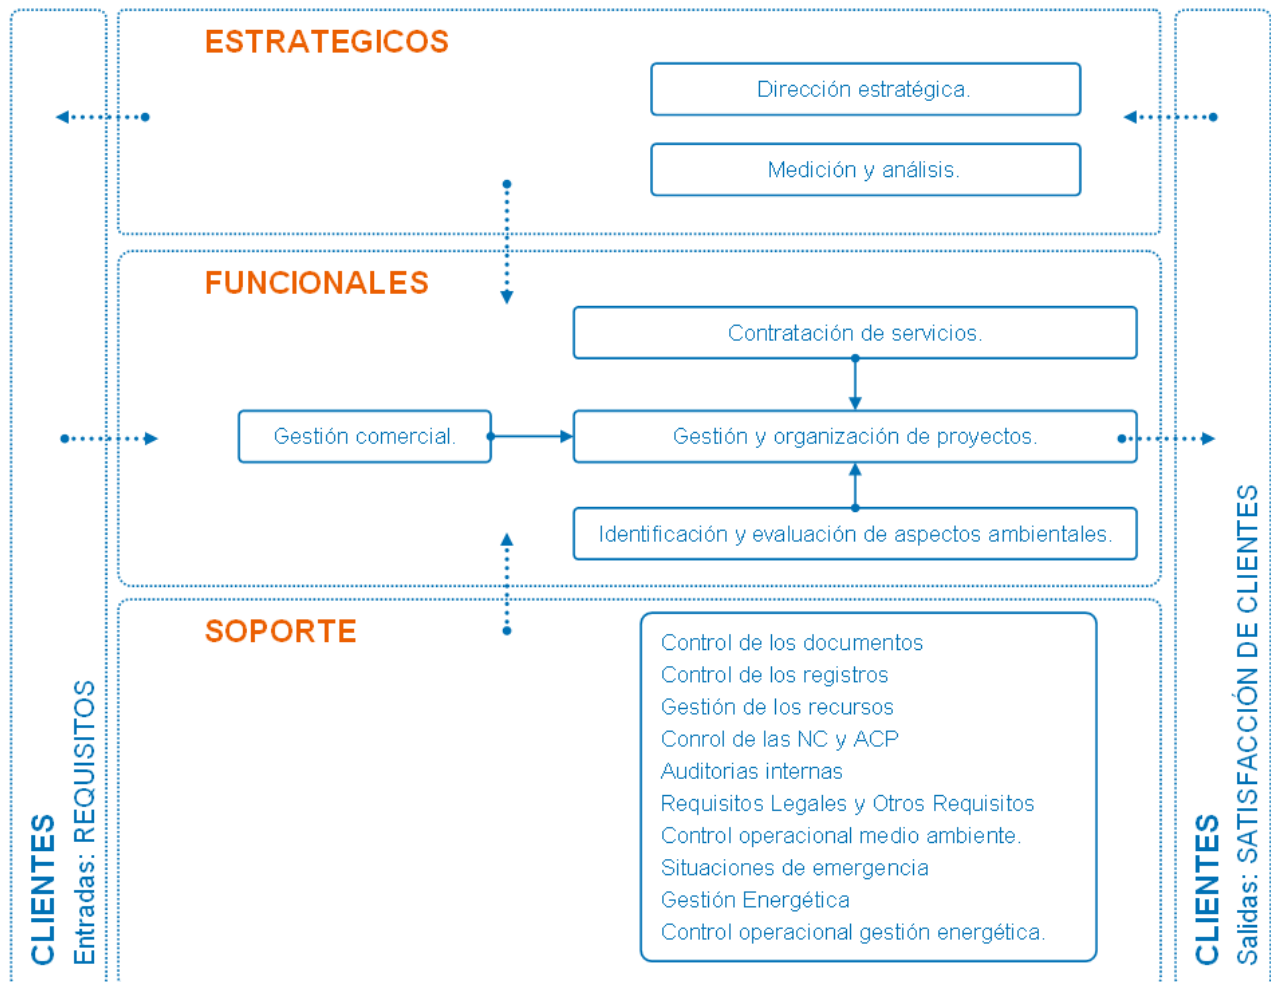 ESTRATEGICOS
Dirección estratégica.
Medición y análisis.
FUNCIONALES
Contratación de servicios.
Gestión comercial.
Gestión y organización de proyectos.
Identificación y evaluación de aspectos ambientales.
SOPORTE
Control de los documentos
Control de los registros
Gestión de los recursos
Conrol de las NC y ACP
Auditorias internas
Requisitos Legales y Otros Requisitos
Control operacional medio ambiente.
Situaciones de emergencia
Gestión Energética
Control operacional gestión energética.
CLIENTES
Entradas: REQUISITOS
CLIENTES
Salidas: SATISFACCIÓN DE CLIENTES